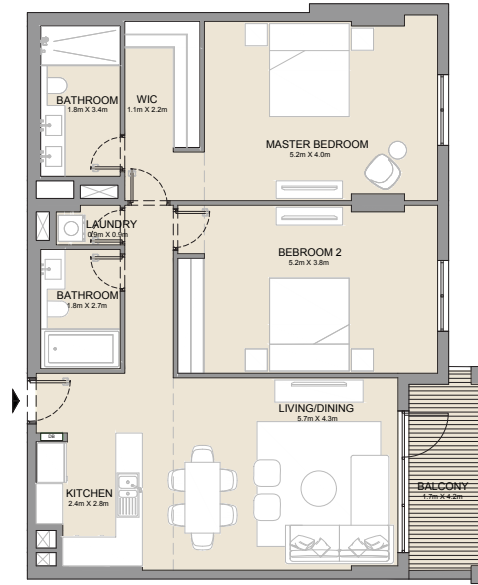 BATHROOM
1.8m X 3.4m
WIC
1.1m X 2.2m
MASTER BEDROOM
5.2m X 4.0m
LAUNDRY
0.9m X 0.9m
BEBROOM 2
5.2m X 3.8m
BATHROOM
1.8m X 2.7m
LIVING/DINING
5.7m X 4.3m
DB
KITCHEN
2.4m X 2.8m
BALCONY
1.7m X 4.2m